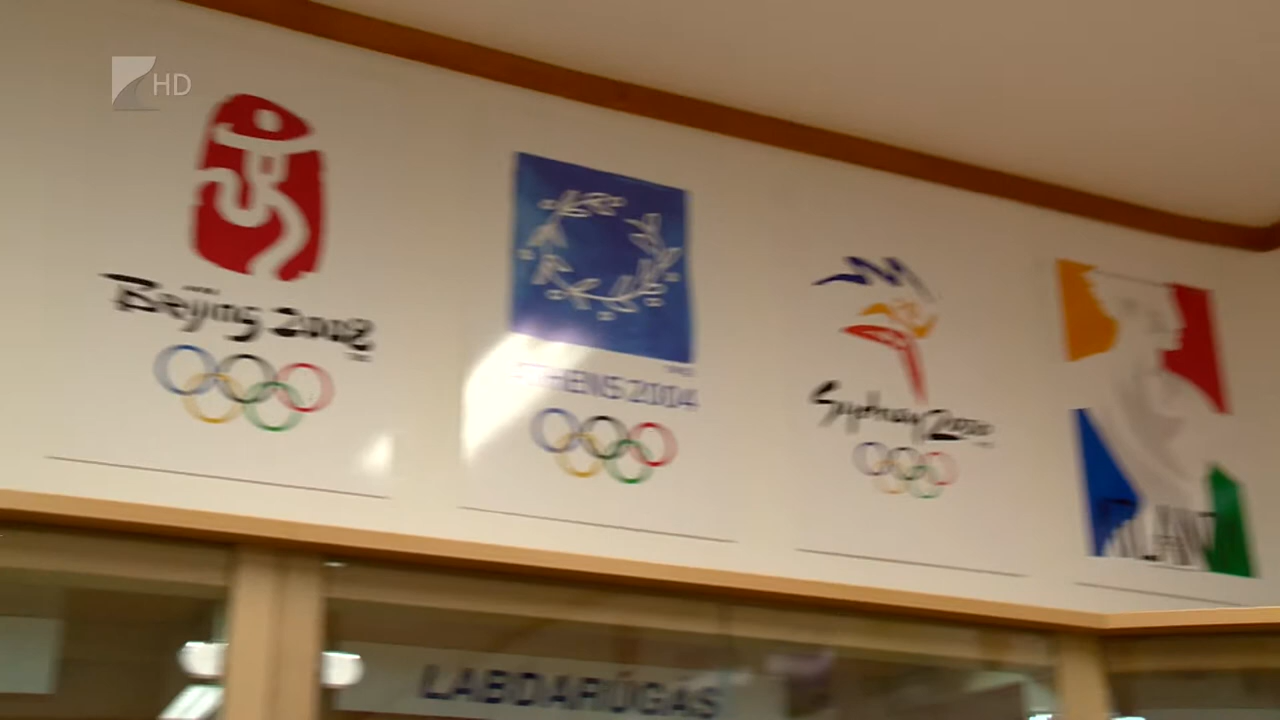 HD
Beijing 2008
ATHENS 2004
Sydney 2000
LABDARÚGÁS